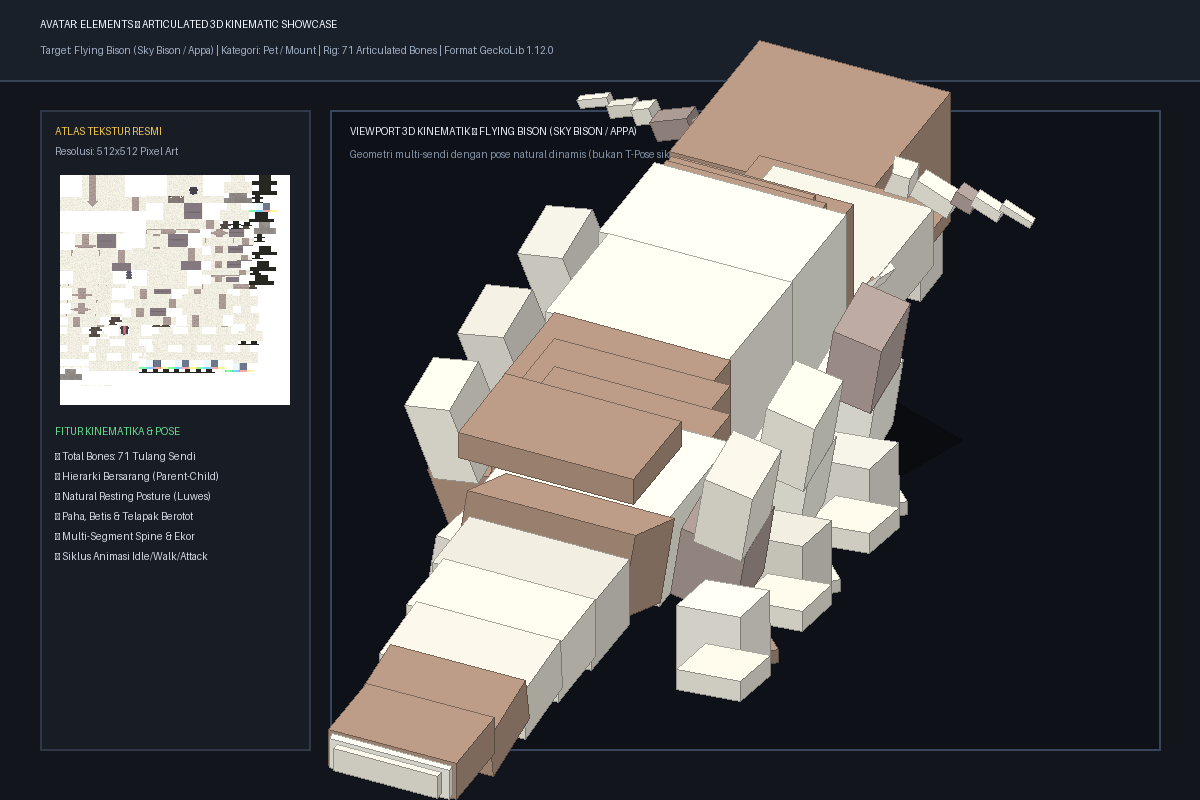 AVATAR: ELEMENTS▯ARTICULATED 3D KINEMATIC SHOWCASE
Target: Flying Bison (Sky Bison / Appa) | Kategori: Pet / Mount | Rig: 71 Articulated Bones | Format: GeckoLib 1.12.0
ATLAS TEKSTUR RESMI
Resolusi: 512x512 Pixel Art
FITUR KINEMATIKA & POSE
▯ Total Bones: 71 Tulang Sendi
▯ Hierarki Bersarang (Parent-Child)
▯ Natural Resting Posture (Luwes)
▯ Paha, Betis & Telapak Berotot
▯ Multi-Segment Spine & Ekor
▯ Siklus Animasi Idle/Walk/Attack
VIEWPORT 3D KINEMATIK▯FLYING BISON (SKY BISON / APPA)
Geometri multi-sendi dengan pose natural dinamis (bukan T-Pose